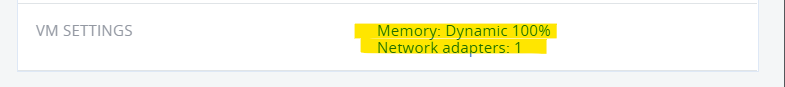 VM SETTINGS
Memory: Dynamic 100%
Network adapters: 1